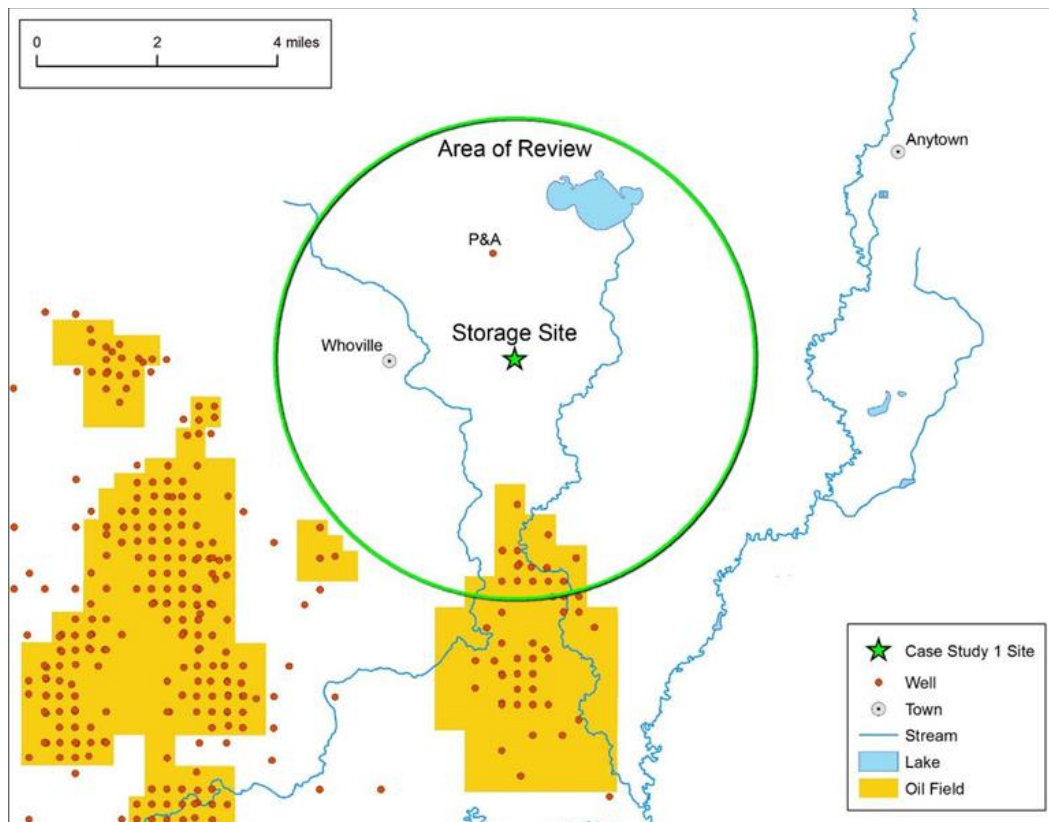 0 2 4 miles
Area of Review
Anytown
P&A
Storage Site
Whoville
Case Study 1 Site
Well
Town
Stream
Lake
Oil Field